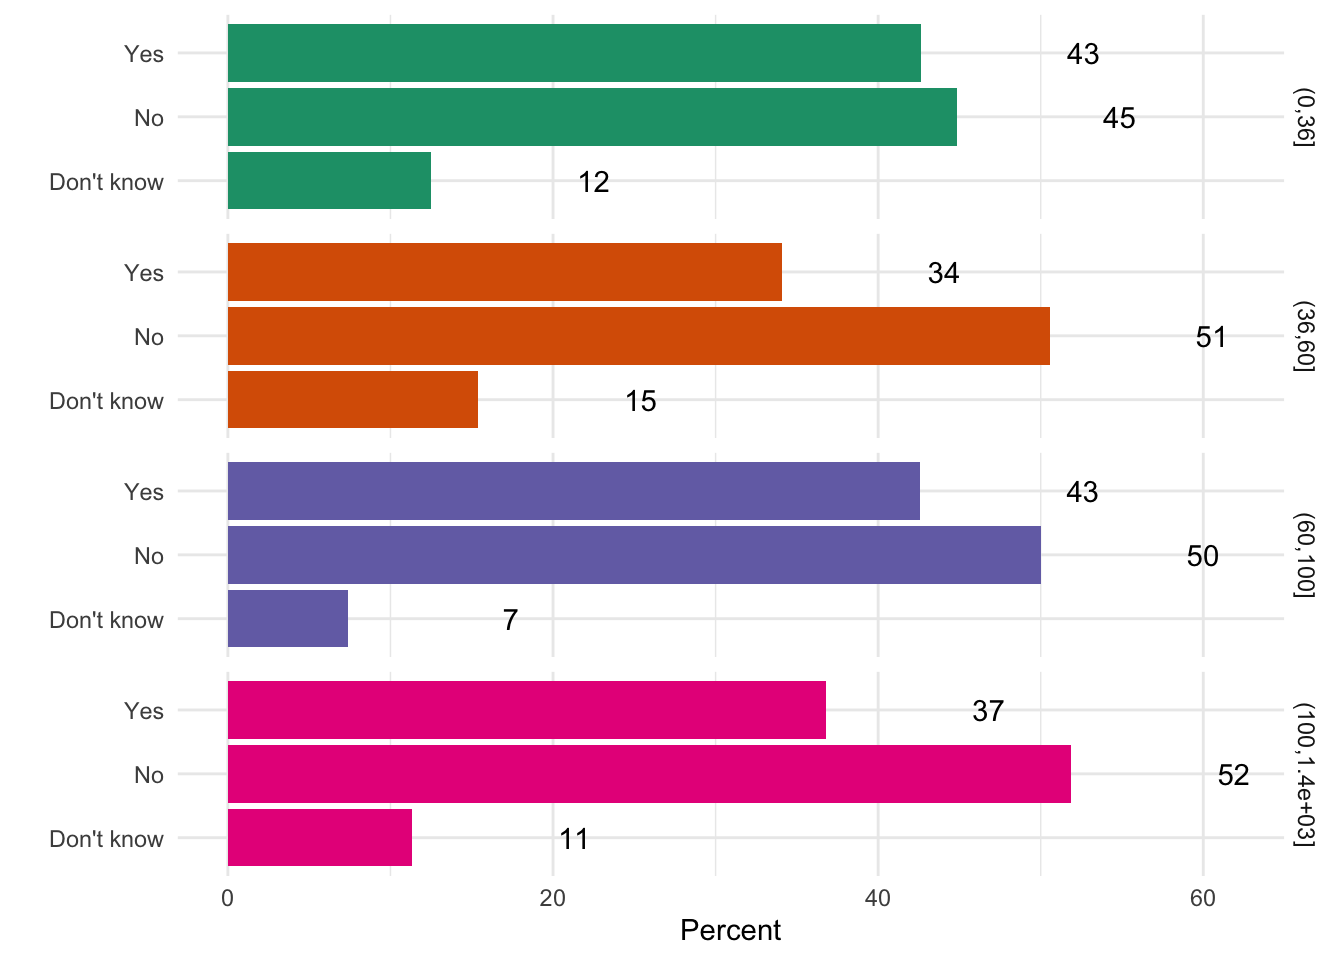 Yes 43
No 45
Don't know 12
(0,36]
Yes 34
No 51
Don't know 15
(36,60]
Yes 43
No 50
Don't know 7
(60,100]
Yes 37
No 52
Don't know 11
(100,1.4e+03]
0 20 40 60
Percent